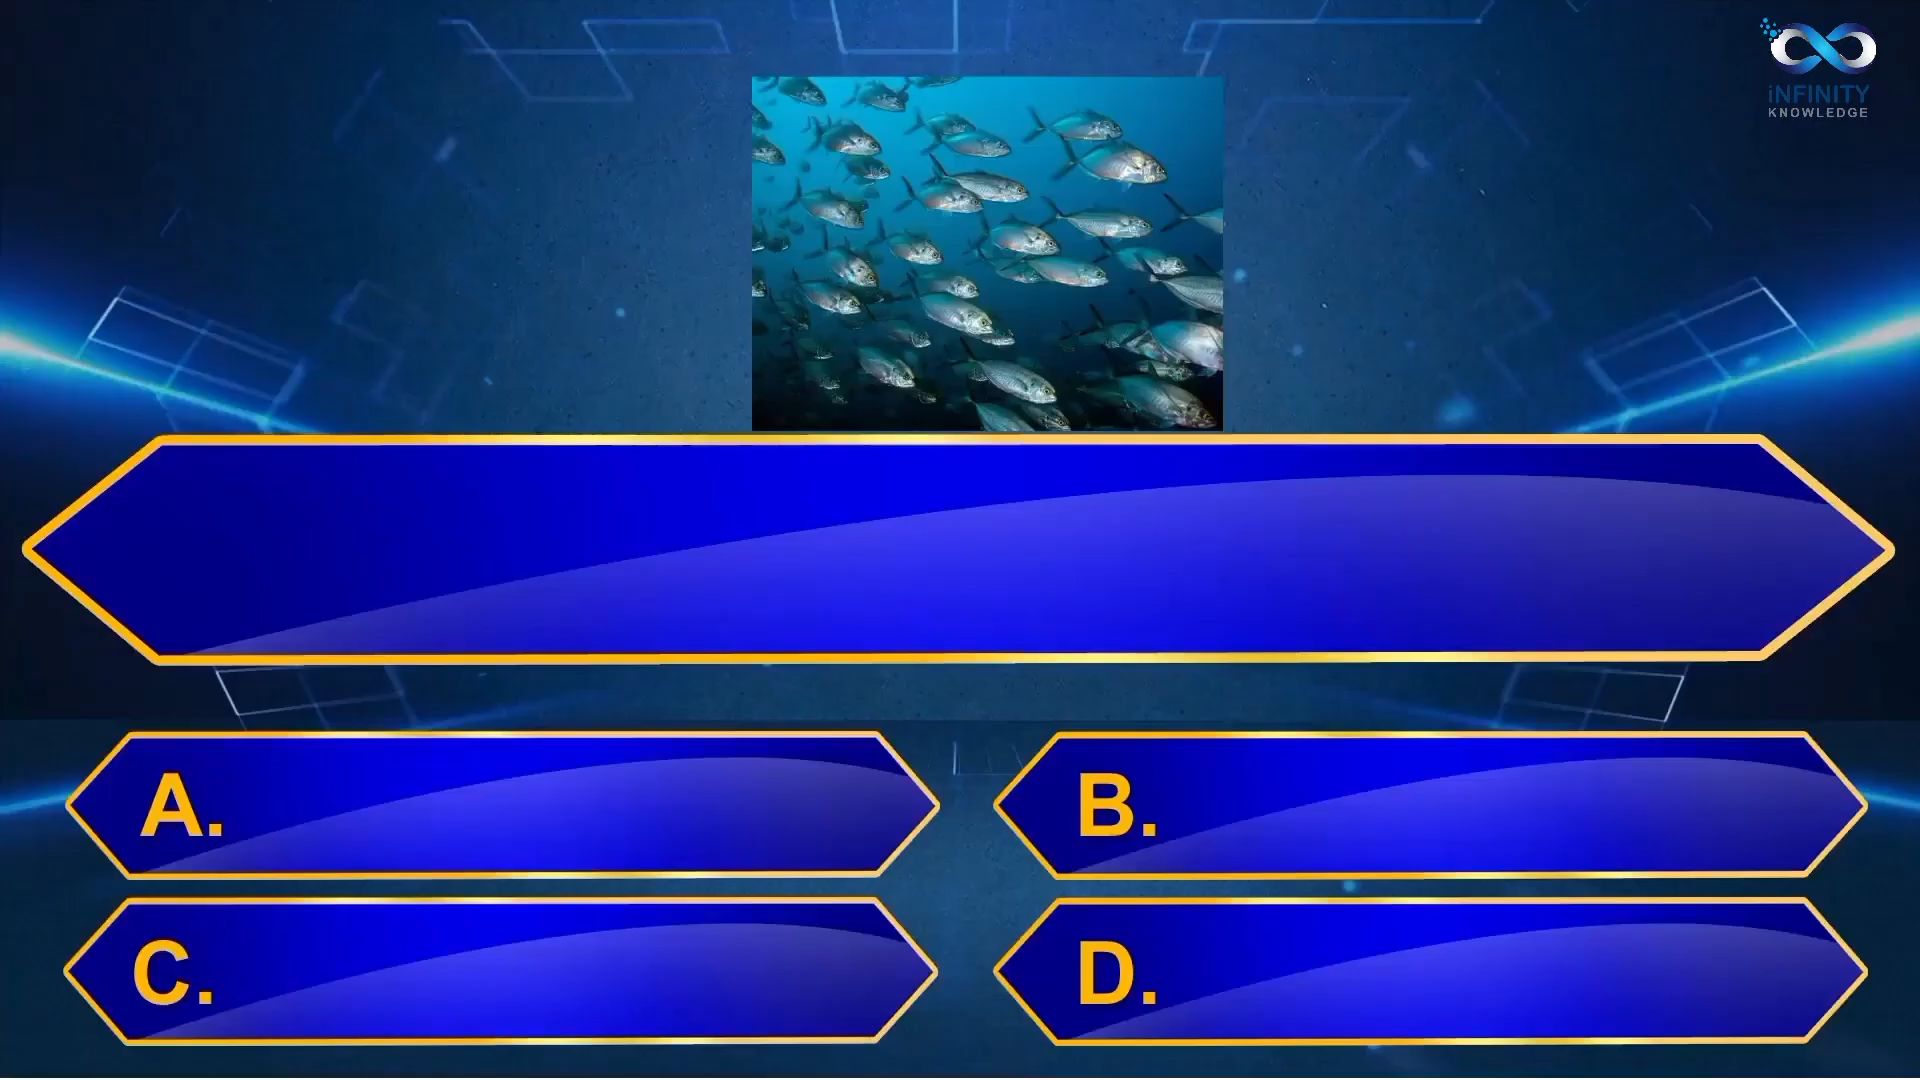 iNFINITY
KNOWLEDGE
A.
B.
C.
D.